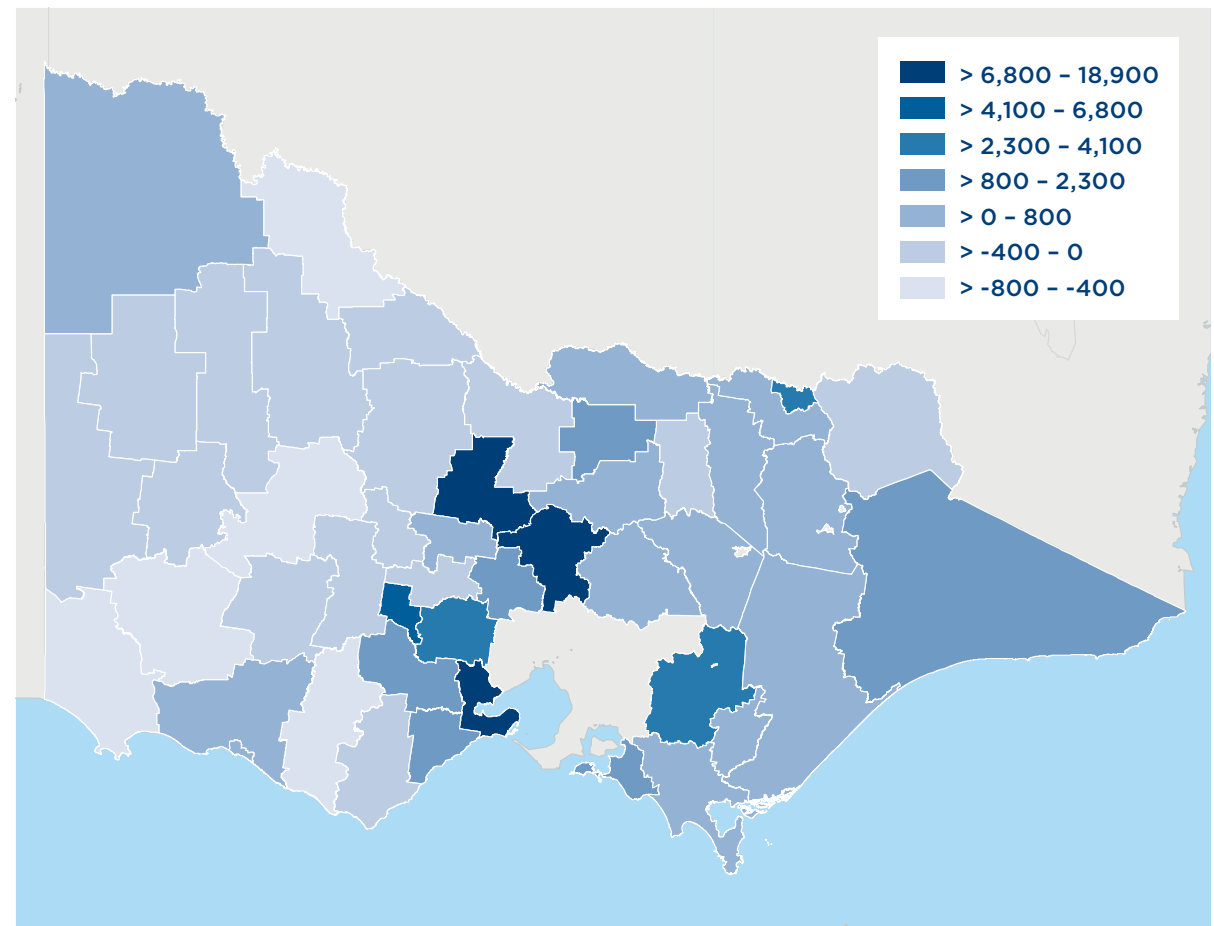 > 6,800 – 18,900
> 4,100 – 6,800
> 2,300 – 4,100
> 800 – 2,300
> 0 – 800
> -400 – 0
> -800 – -400